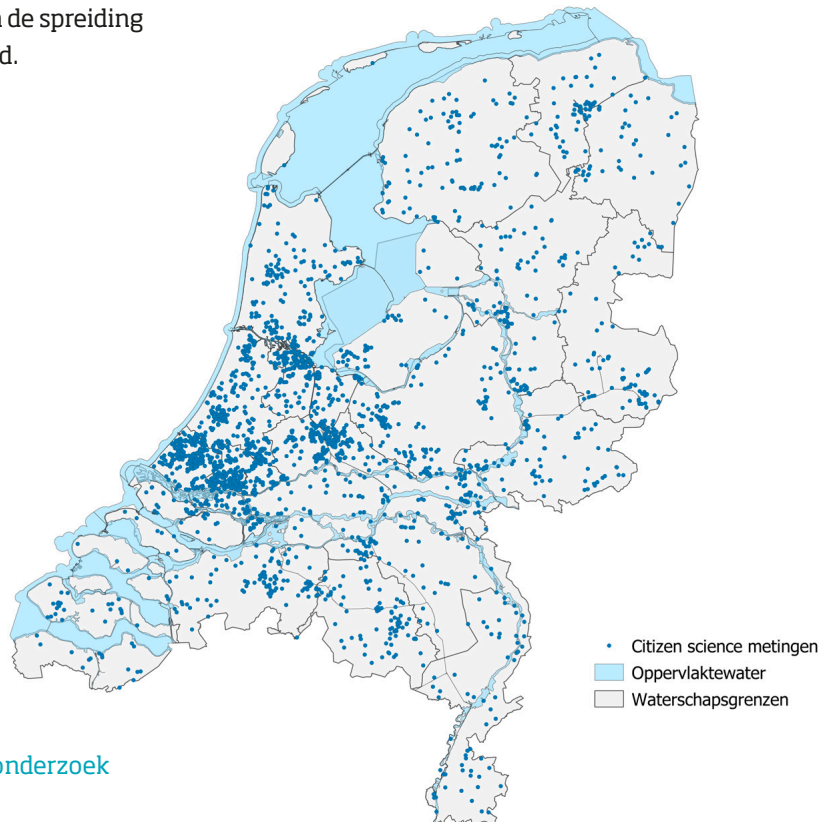 de spreiding
d.
Citizen science metingen
Oppervlaktewater
Waterschapsgrenzen
onderzoek